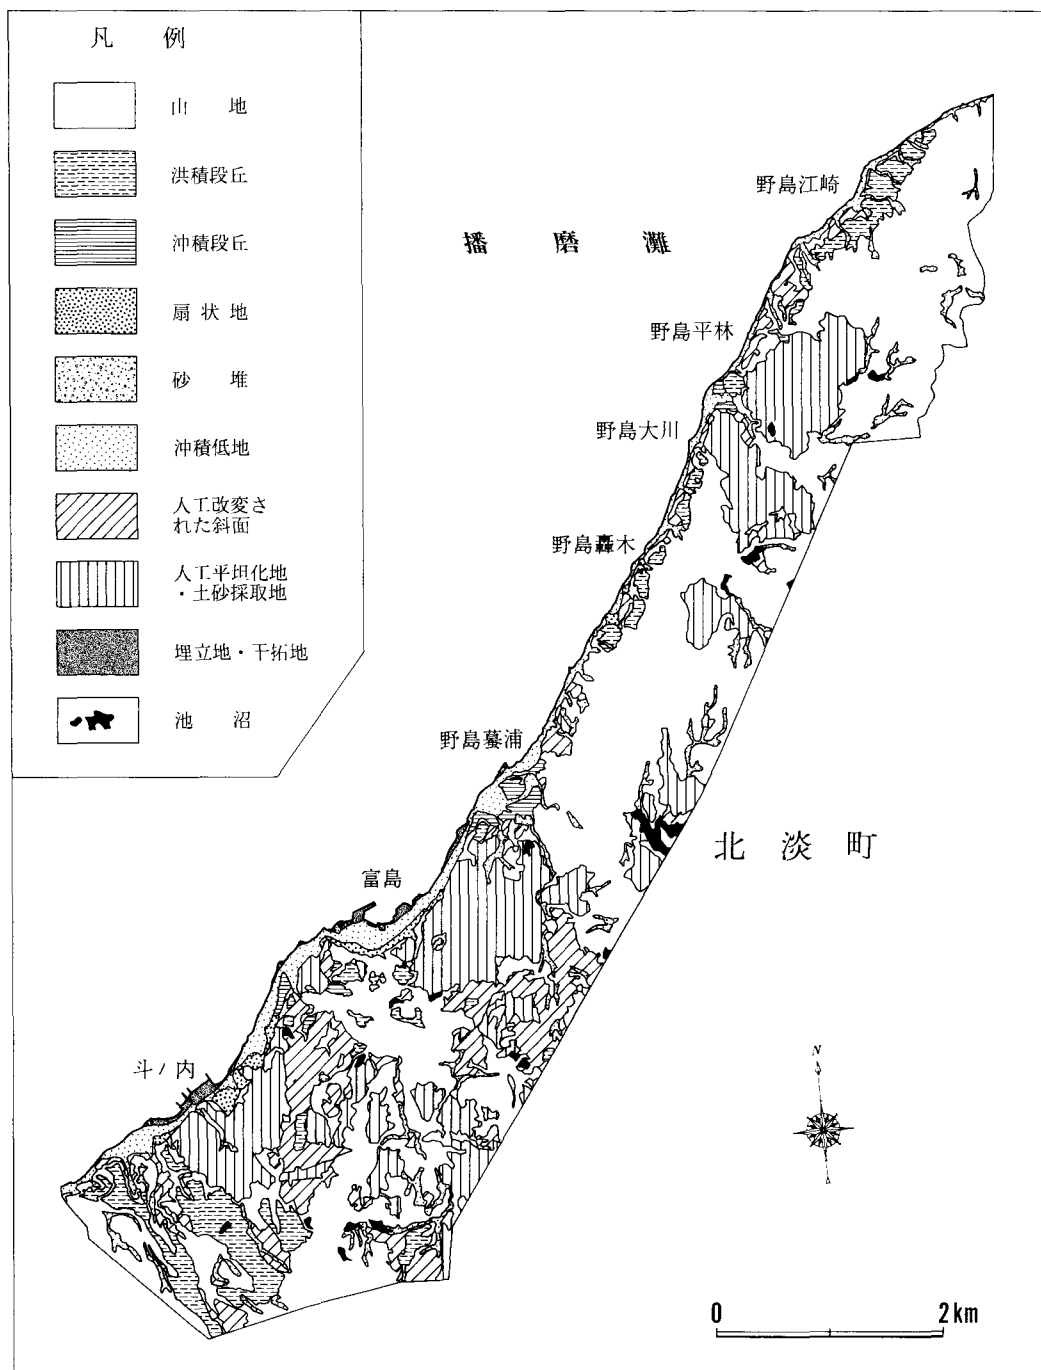 凡 例
山 地
洪積段丘
沖積段丘
扇状地
砂 堆
沖積低地
人工改変さ
れた斜面
人工平坦化地
・土砂採取地
埋立地・干拓地
池 沼
播 磨 灘
野島江崎
野島平林
野島大川
野島轟木
野島蟇浦
北 淡 町
富島
斗ノ内
N
0 2km